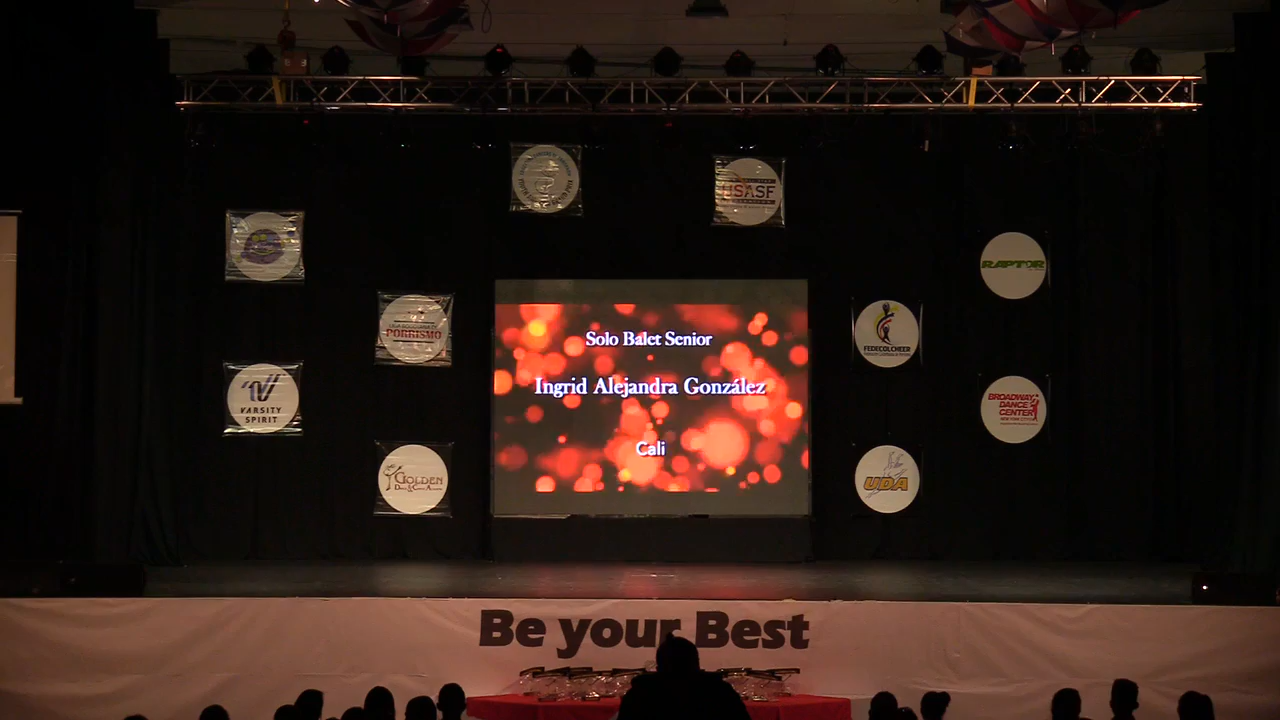 USASF
RAPTOR
PORRISMO
FEDECOLCHEER
VARSITY
SPIRIT
BROADWAY
DANCE
CENTER
GOLDEN
UDA
Solo Balet Senior
Ingrid Alejandra González
Cali
Be your Best